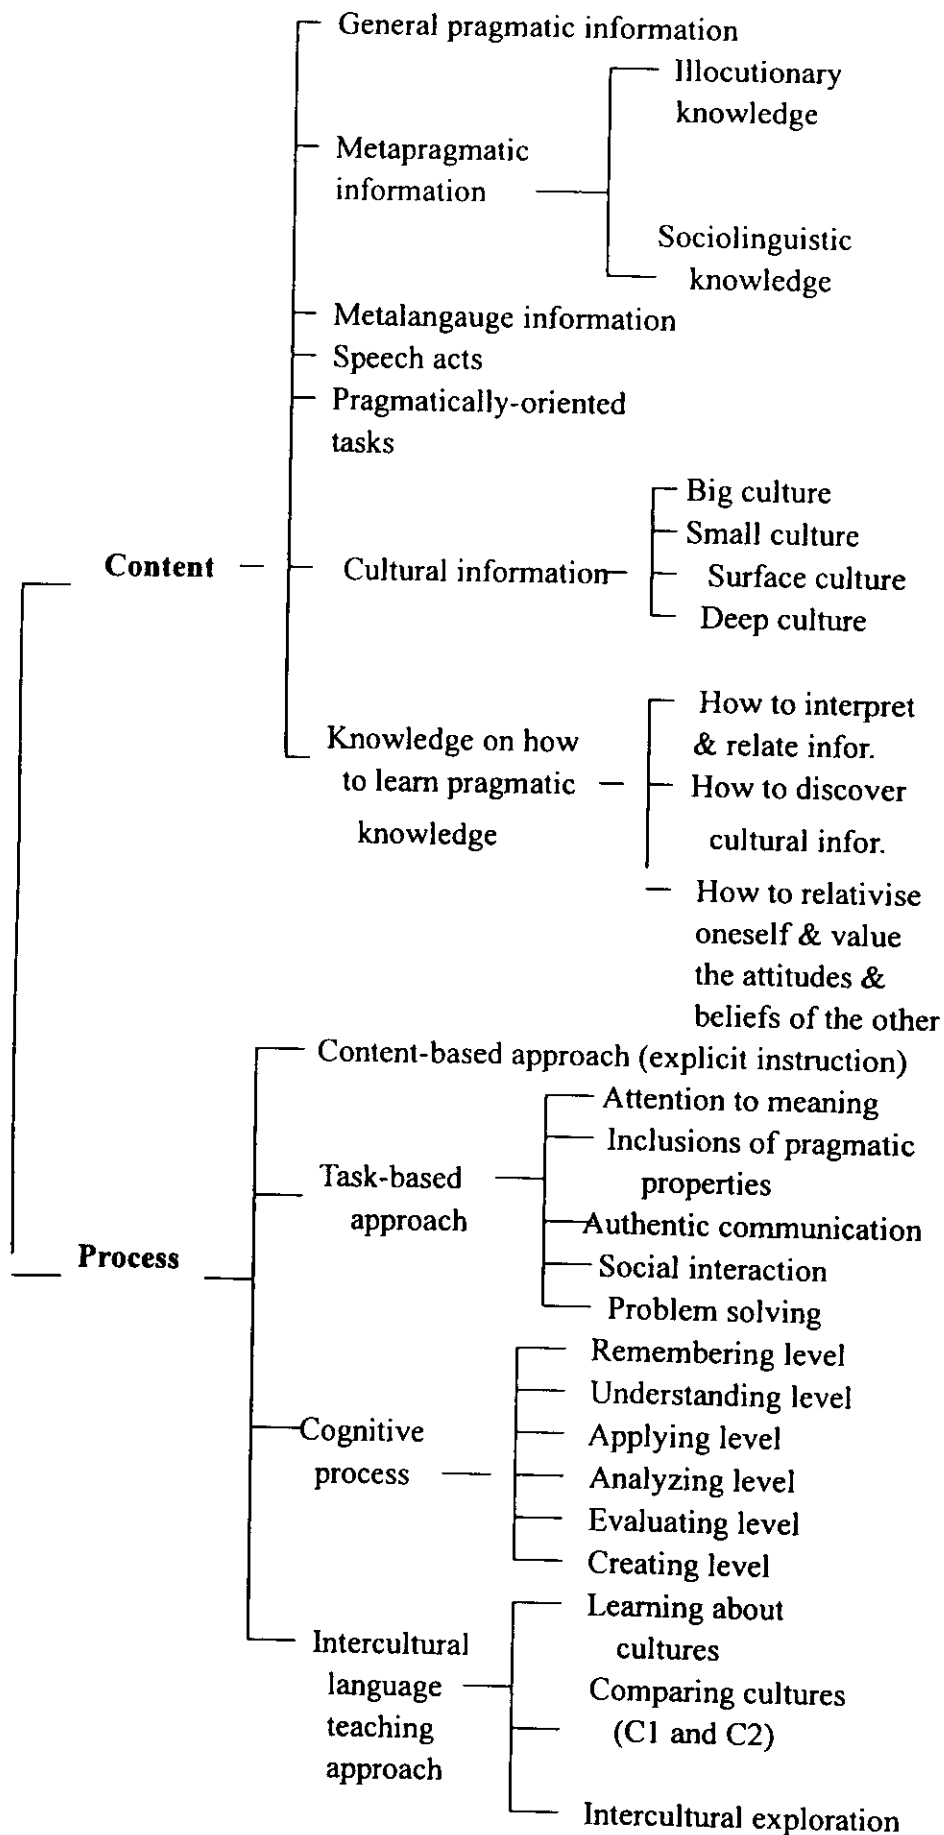 General pragmatic information
Illocutionary
knowledge
Metapragmatic
information
Sociolinguistic
knowledge
Metalangauge information
Speech acts
Pragmatically-oriented
tasks
Content
Cultural information
Big culture
Small culture
Surface culture
Deep culture
Knowledge on how
to learn pragmatic
knowledge
How to interpret
& relate infor.
How to discover
cultural infor.
How to relativise
oneself & value
the attitudes &
beliefs of the other
Process
Content-based approach (explicit instruction)
Task-based
approach
Attention to meaning
Inclusions of pragmatic
properties
Authentic communication
Social interaction
Problem solving
Cognitive
process
Remembering level
Understanding level
Applying level
Analyzing level
Evaluating level
Creating level
Intercultural
language
teaching
approach
Learning about
cultures
Comparing cultures
(C1 and C2)
Intercultural exploration